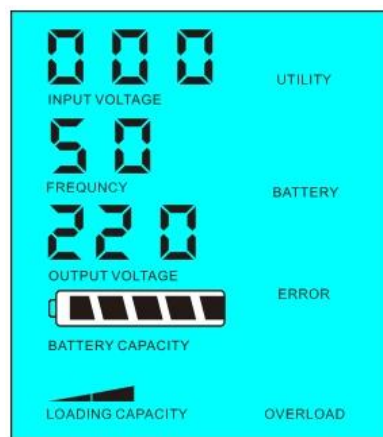 000
UTILITY
INPUT VOLTAGE
50
FREQUNCY
BATTERY
220
OUTPUT VOLTAGE
ERROR
BATTERY CAPACITY
LOADING CAPACITY
OVERLOAD